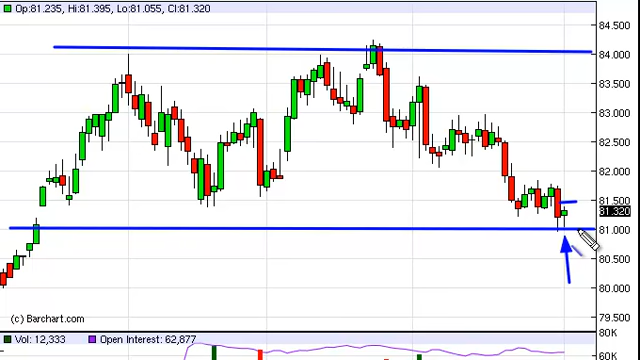 Op:81.235, Hi:81.395, Lo:81.055, Cl:81.320
84.500
84.000
83.500
83.000
82.500
82.000
81.500
81.320
81.000
80.500
80.000
79.500
(c) Barchart.com
Vol: 12,333 Open Interest: 62,877
80K
60K